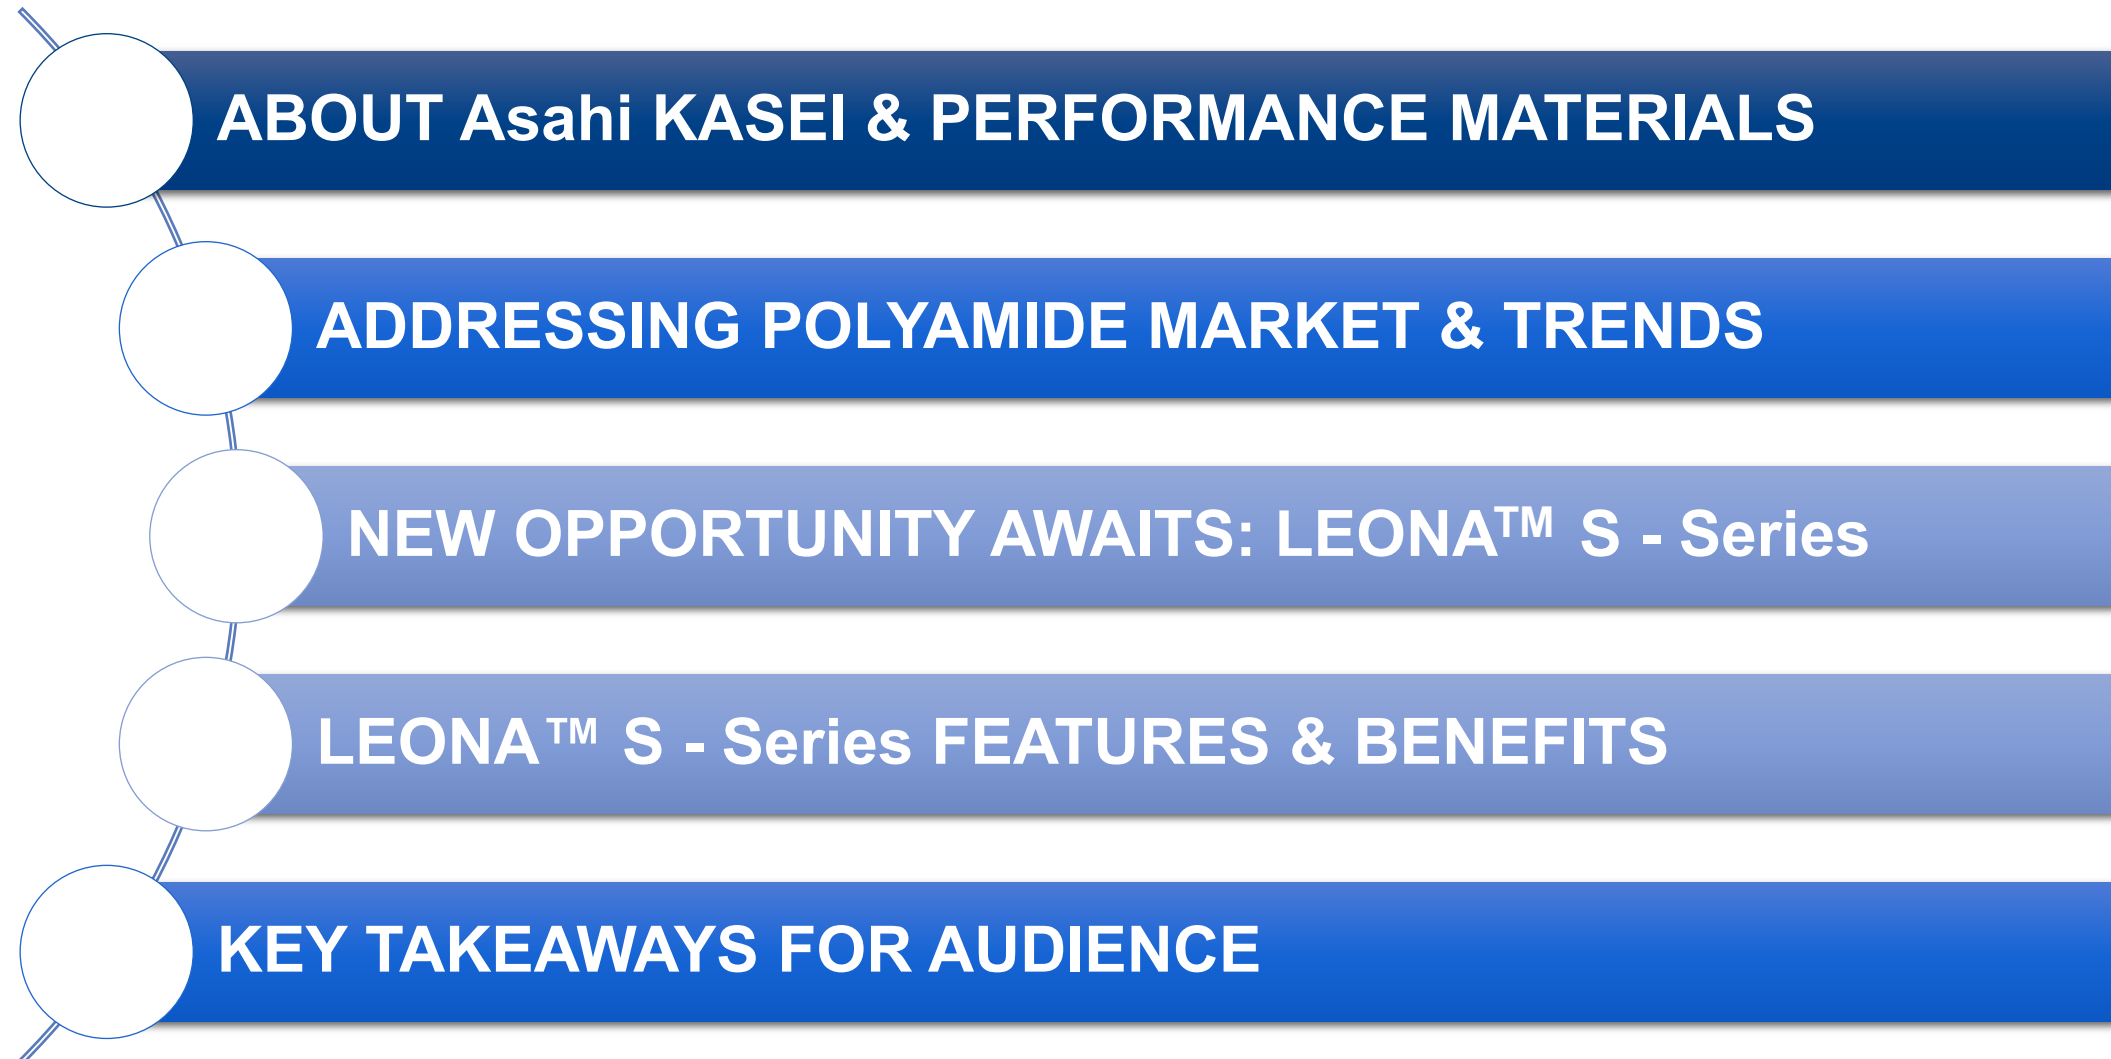 ABOUT Asahi KASEI & PERFORMANCE MATERIALS
ADDRESSING POLYAMIDE MARKET & TRENDS
NEW OPPORTUNITY AWAITS: LEONA™ S - Series
LEONA™ S - Series FEATURES & BENEFITS
KEY TAKEAWAYS FOR AUDIENCE